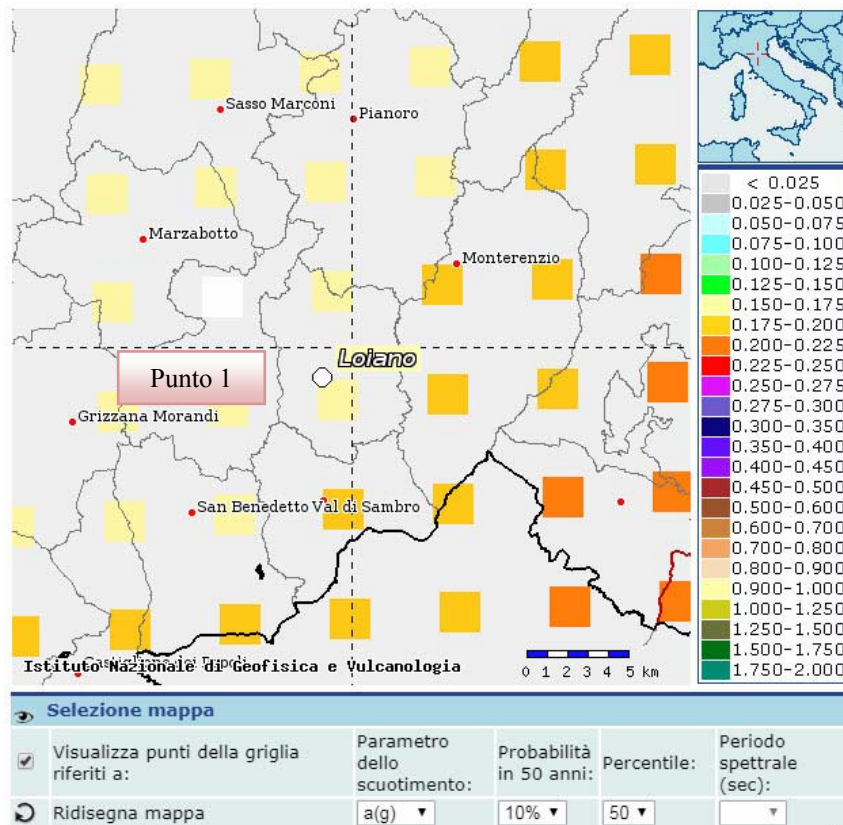 Sasso Marconi
Pianoro
Marzabotto
Monterenzio
Loiano
Punto 1
Grizzana Morandi
San Benedetto Val di Sambro
Castiglione dei Pepoli
Istituto Nazionale di Geofisica e Vulcanologia
0 1 2 3 4 5 km
< 0.025
0.025-0.050
0.050-0.075
0.075-0.100
0.100-0.125
0.125-0.150
0.150-0.175
0.175-0.200
0.200-0.225
0.225-0.250
0.250-0.275
0.275-0.300
0.300-0.350
0.350-0.400
0.400-0.450
0.450-0.500
0.500-0.600
0.600-0.700
0.700-0.800
0.800-0.900
0.900-1.000
1.000-1.250
1.250-1.500
1.500-1.750
1.750-2.000
Selezione mappa
Visualizza punti della griglia
riferiti a:
Parametro
dello
scuotimento:
Probabilità
in 50 anni:
Percentile:
Periodo
spettrale
(sec):
Ridisegna mappa
a(g)
10%
50